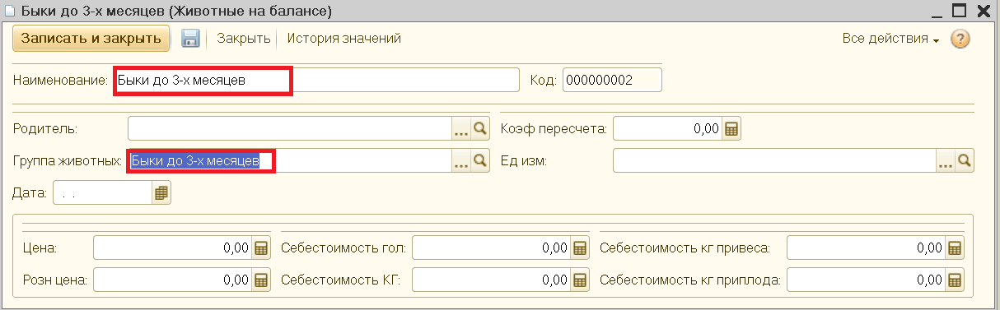 Быки до 3-х месяцев (Животные на балансе)
Записать и закрыть Закрыть История значений Все действия ?
Наименование: Быки до 3-х месяцев Код: 000000002
Родитель: ... Коэф пересчета: 0,00
Группа животных: Быки до 3-х месяцев ... Ед изм: ...
Дата: . .
Цена: 0,00 Себестоимость гол: 0,00 Себестоимость кг привеса: 0,00
Розн цена: 0,00 Себестоимость КГ: 0,00 Себестоимость кг приплода: 0,00